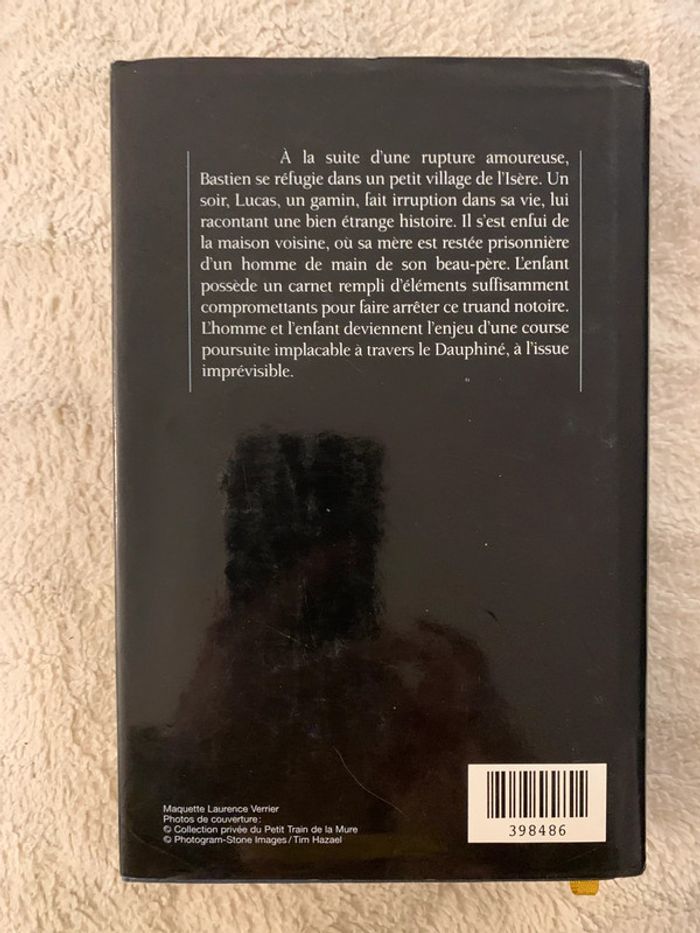 À la suite d'une rupture amoureuse,
Bastien se réfugie dans un petit village de l'Isère. Un
soir, Lucas, un gamin, fait irruption dans sa vie, lui
racontant une bien étrange histoire. Il s'est enfui de
la maison voisine, où sa mère est restée prisonnière
d'un homme de main de son beau-père. L'enfant
possède un carnet rempli d'éléments suffisamment
compromettants pour faire arrêter ce truand notoire.
L'homme et l'enfant deviennent l'enjeu d'une course
poursuite implacable à travers le Dauphiné, à l'issue
imprévisible.
Maquette Laurence Verrier
Photos de couverture :
© Collection privée du Petit Train de la Mure
© Photogram-Stone Images / Tim Hazael
398486